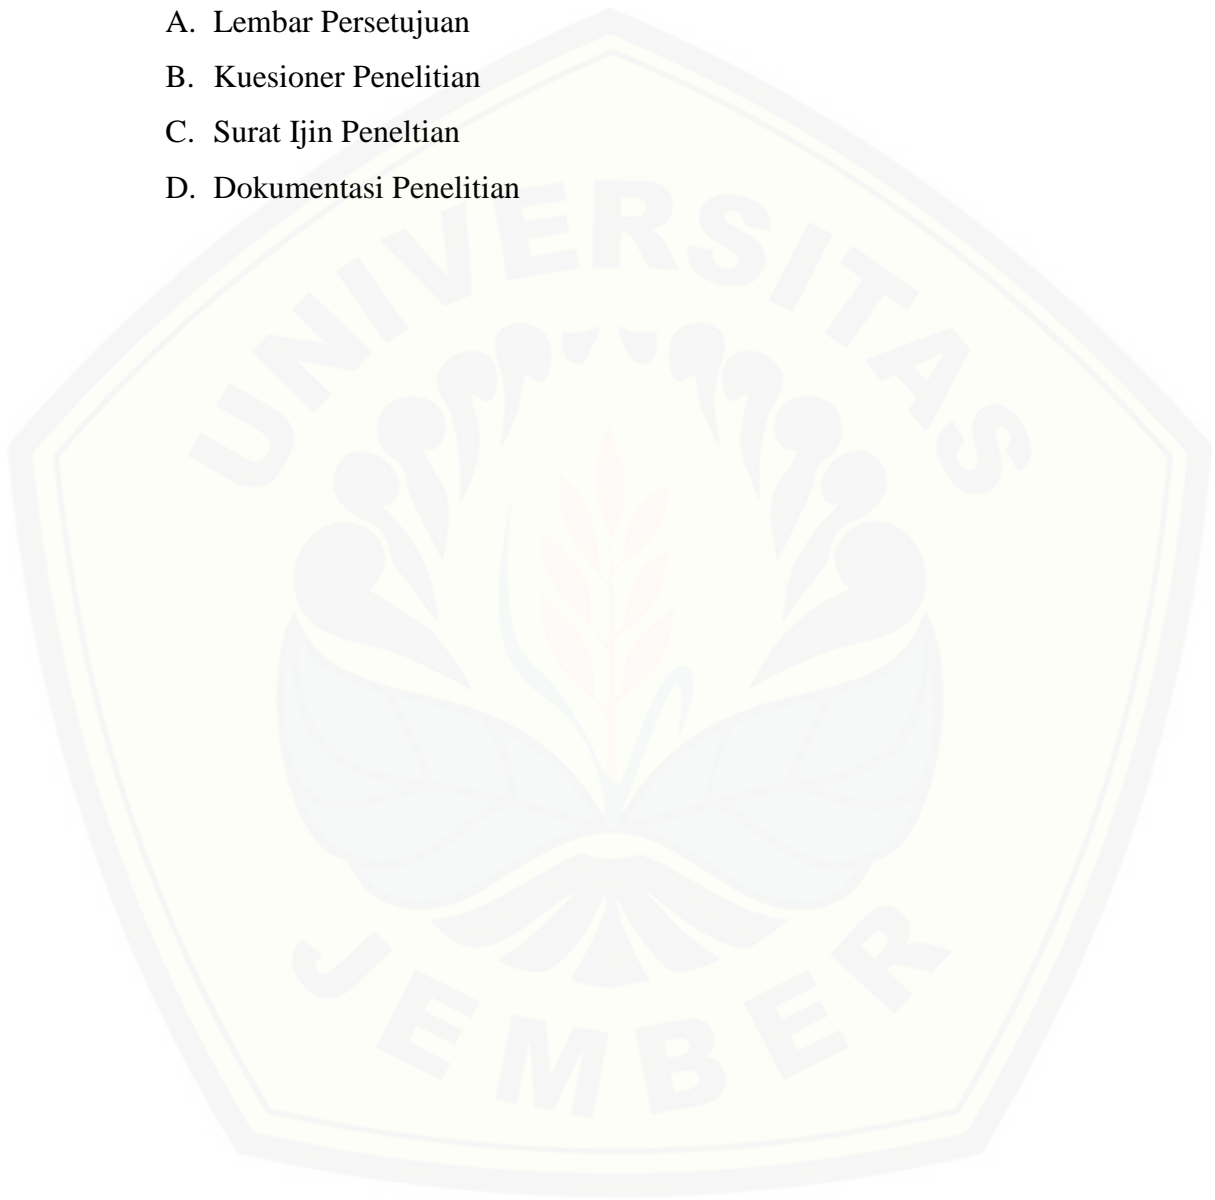 A. Lembar Persetujuan
B. Kuesioner Penelitian
C. Surat Ijin Peneltian
D. Dokumentasi Penelitian
UNIVERSITAS
JEMBER